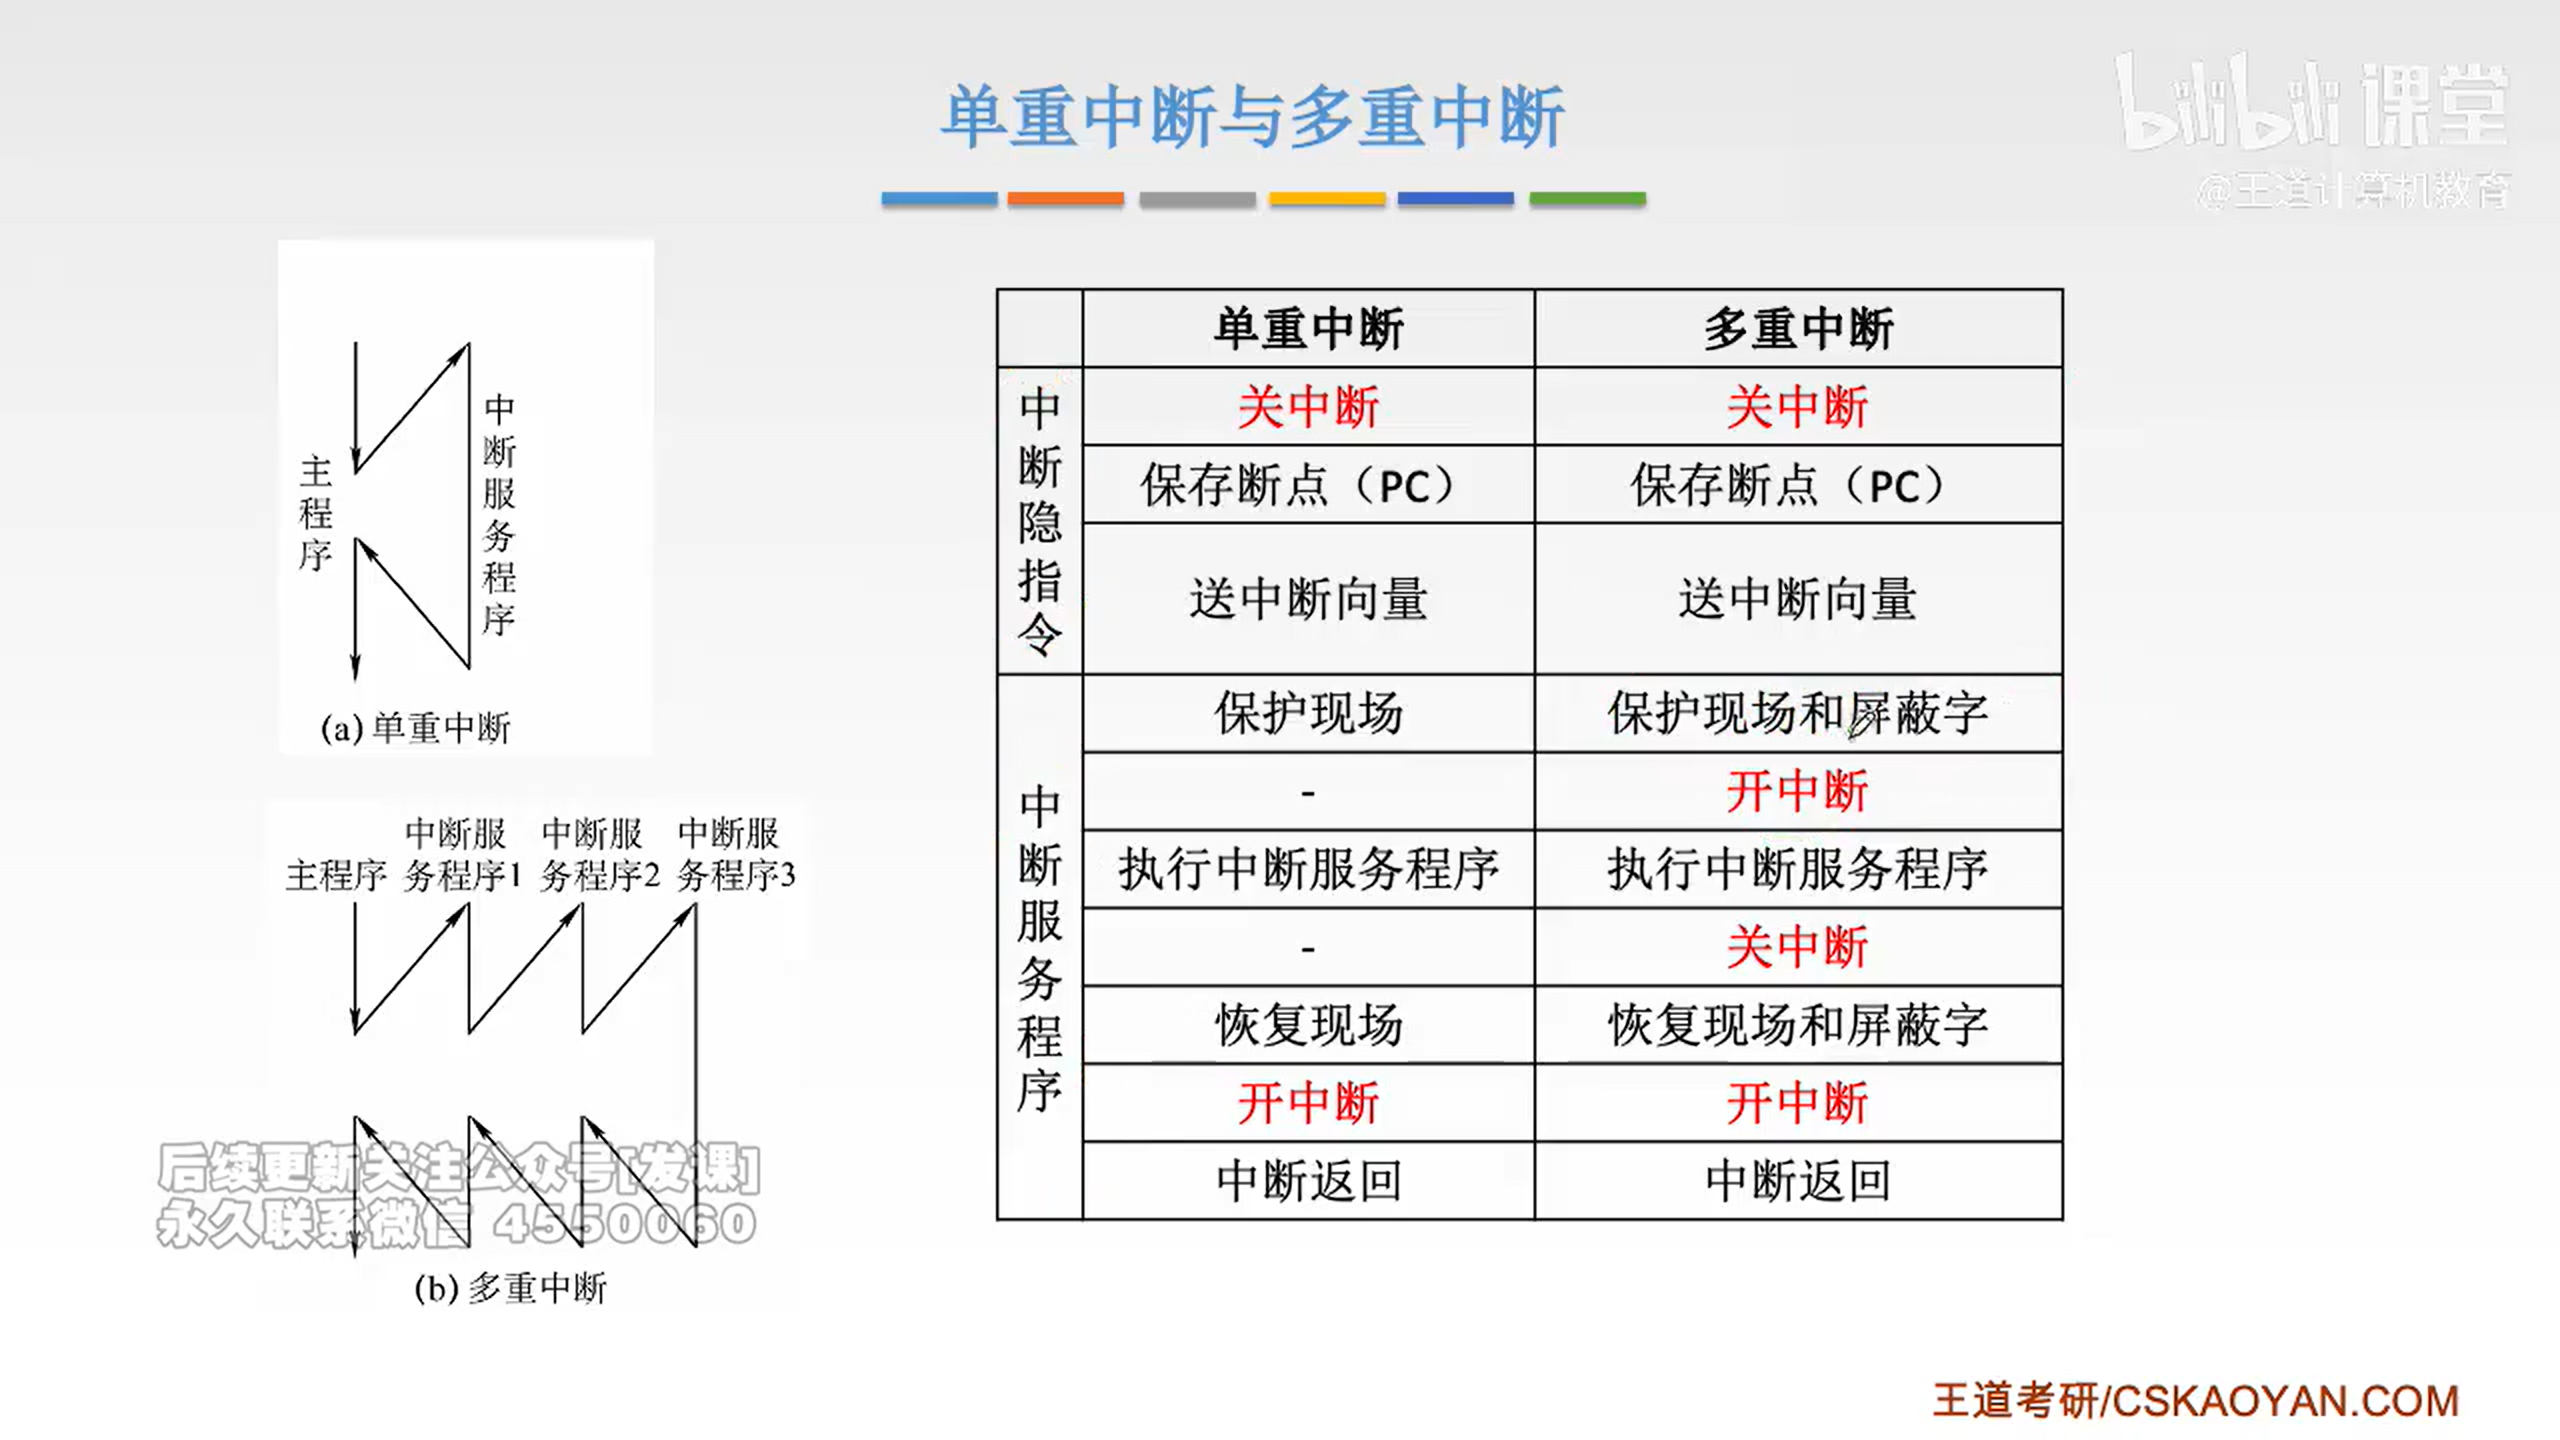 单重中断与多重中断
bilibili 课堂
@王道计算机教育
主程序
中断服务程序
(a) 单重中断
主程序
中断服务程序1
中断服务程序2
中断服务程序3
(b) 多重中断
后续更新关注公众号[发课]
永久联系微信 4550060
单重中断 多重中断
中断隐指令
关中断 关中断
保存断点（PC） 保存断点（PC）
送中断向量 送中断向量
中断服务程序
保护现场 保护现场和屏蔽字
- 开中断
执行中断服务程序 执行中断服务程序
- 关中断
恢复现场 恢复现场和屏蔽字
开中断 开中断
中断返回 中断返回
王道考研/CSKAOYAN.COM